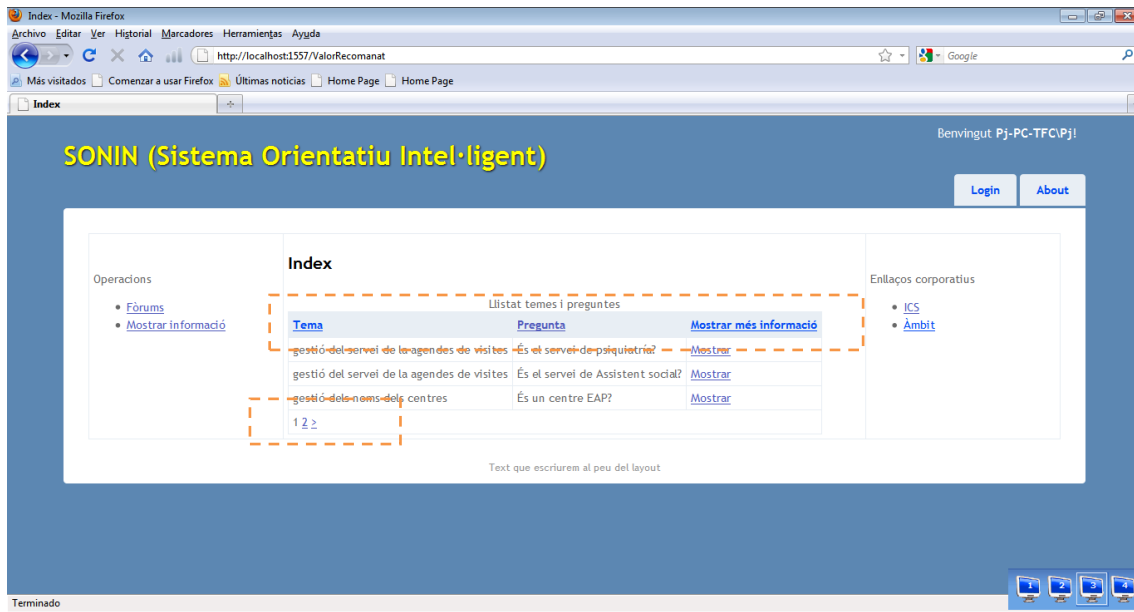 Index - Mozilla Firefox
Archivo Editar Ver Historial Marcadores Herramientas Ayuda
http://localhost:1557/ValorRecomanat
Google
Más visitados Comenzar a usar Firefox Últimas noticias Home Page Home Page
Index
Benvingut Pj-PC-TFC\Pj!
SONIN (Sistema Orientatiu Intel·ligent)
Login About
Index
Operacions
Fòrums
Mostrar informació
Llistat temes i preguntes
Tema Pregunta Mostrar més informació
gestió del servei de la agendes de visites És el servei de psiquiatría? Mostrar
gestió del servei de la agendes de visites És el servei de Assistent social? Mostrar
gestió dels noms dels centres És un centre EAP? Mostrar
1 2 >
Enllaços corporatius
ICS
Àmbit
Text que escriurem al peu del layout
1 2 3 4
Terminado